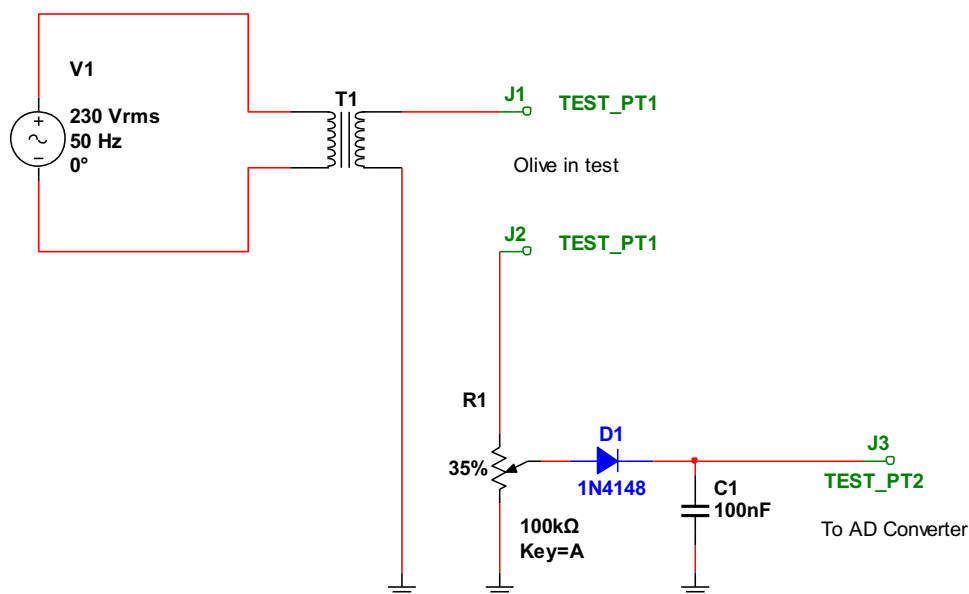 V1
230 Vrms
50 Hz
0°
T1
J1
TEST_PT1
Olive in test
J2
TEST_PT1
R1
35%
100kΩ
Key=A
D1
1N4148
C1
100nF
J3
TEST_PT2
To AD Converter